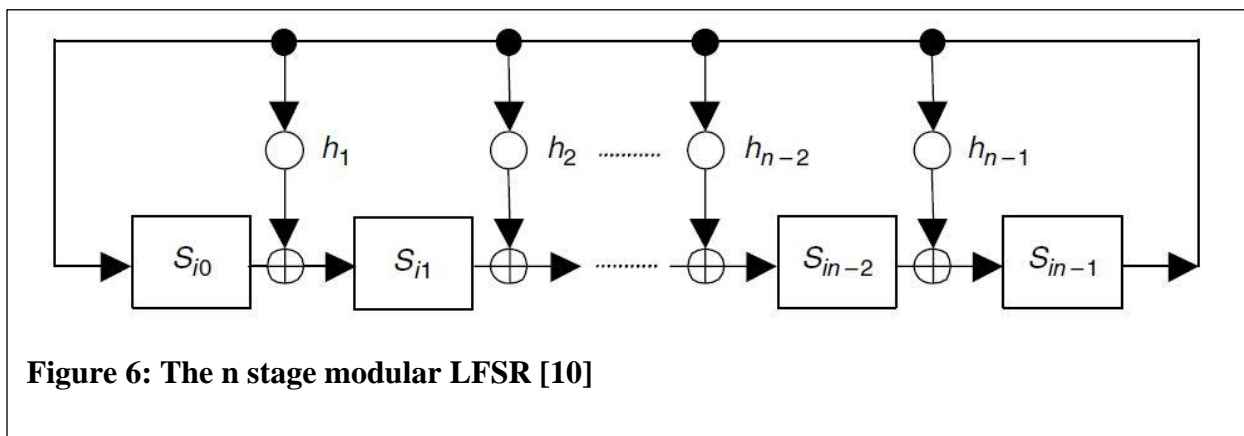 h₁ h₂ .......... hₙ₋₂ hₙ₋₁
Sᵢ₀ Sᵢ₁ .......... Sᵢₙ₋₂ Sᵢₙ₋₁
Figure 6: The n stage modular LFSR [10]